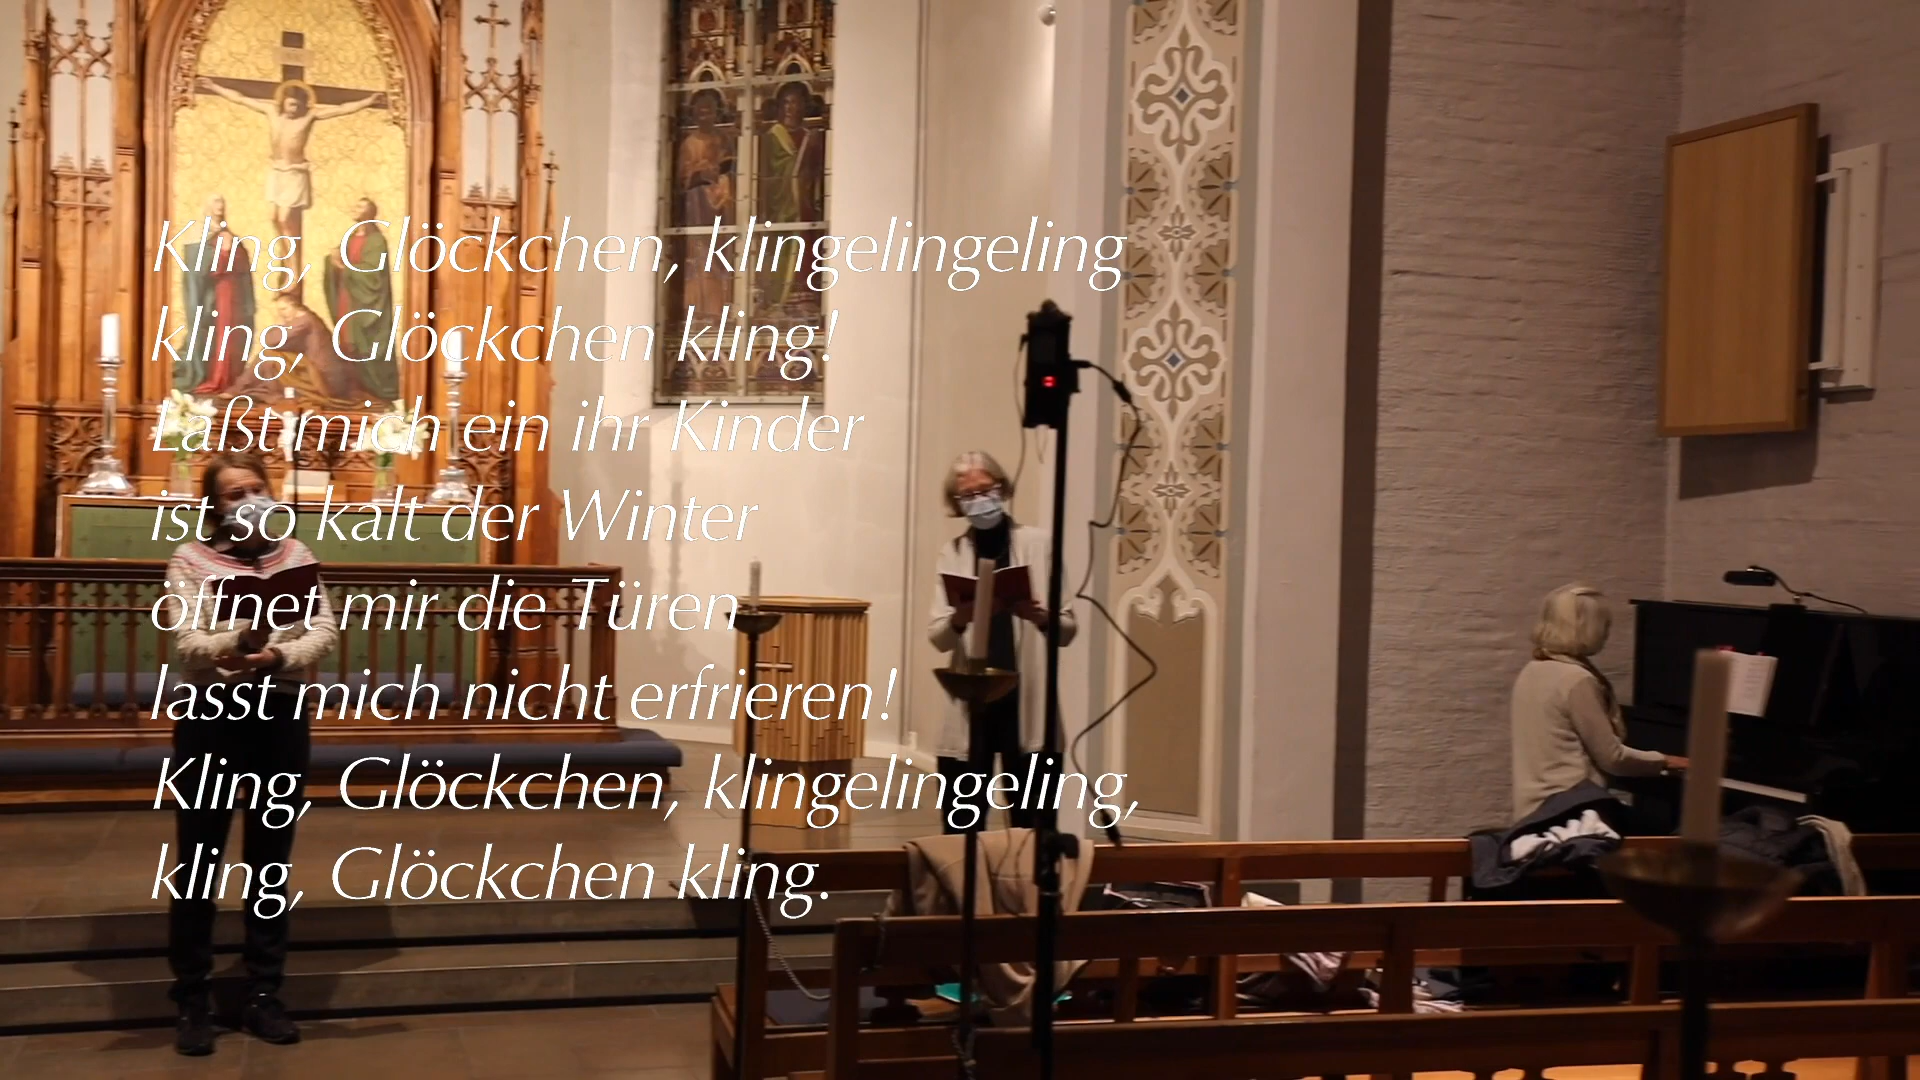 Kling, Glöckchen, klingelingeling
kling, Glöckchen kling!
Laßt mich ein ihr Kinder
ist so kalt der Winter
öffnet mir die Türen
lasst mich nicht erfrieren!
Kling, Glöckchen, klingelingeling,
kling, Glöckchen kling.